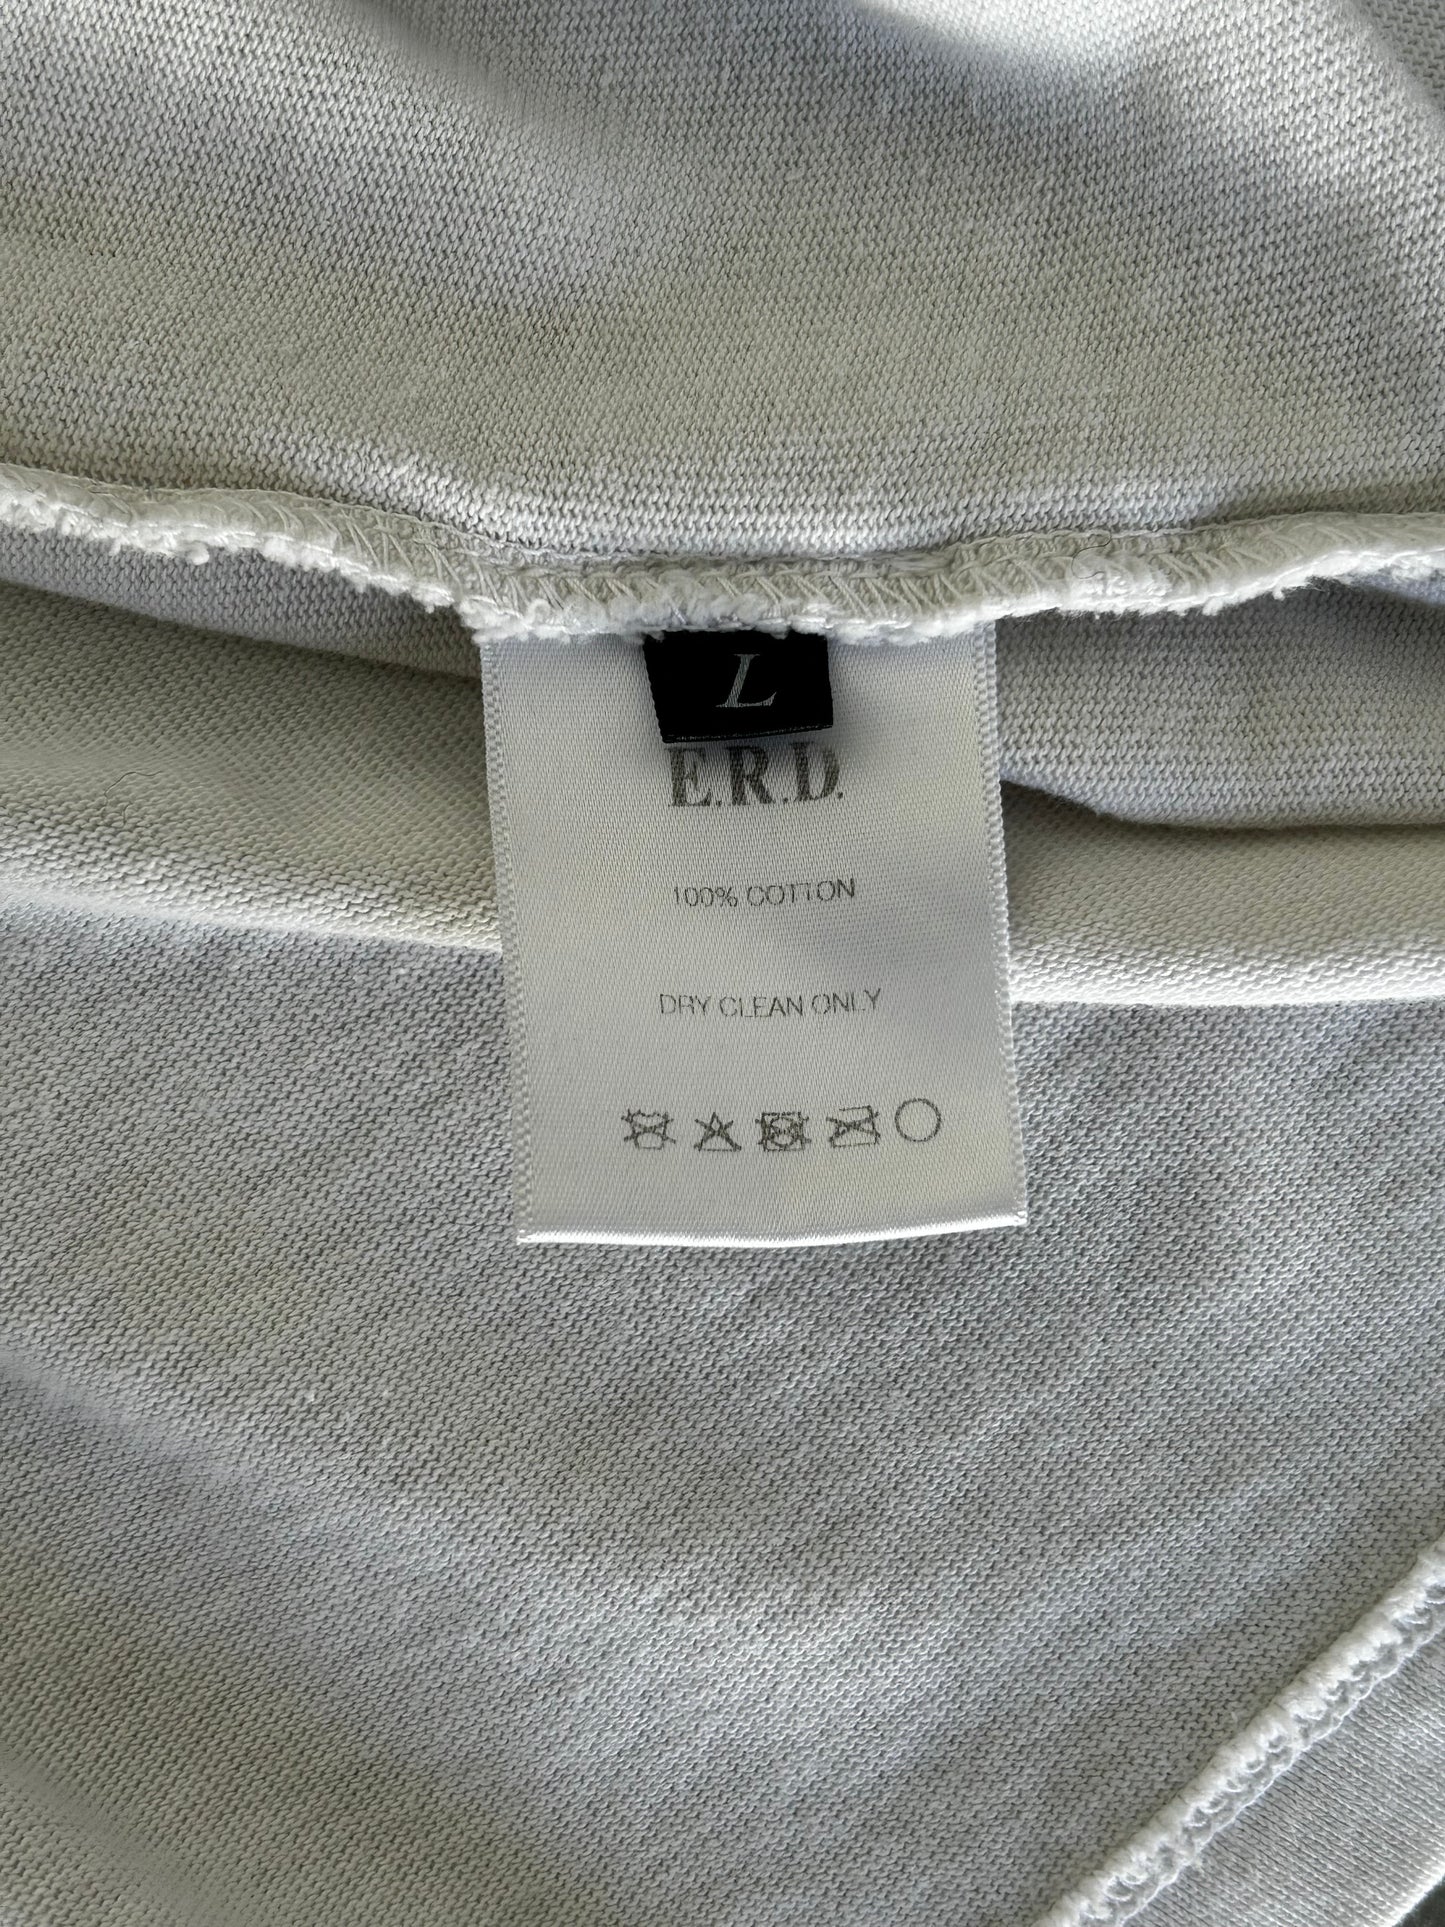 L
E.R.D.
100% COTTON
DRY CLEAN ONLY